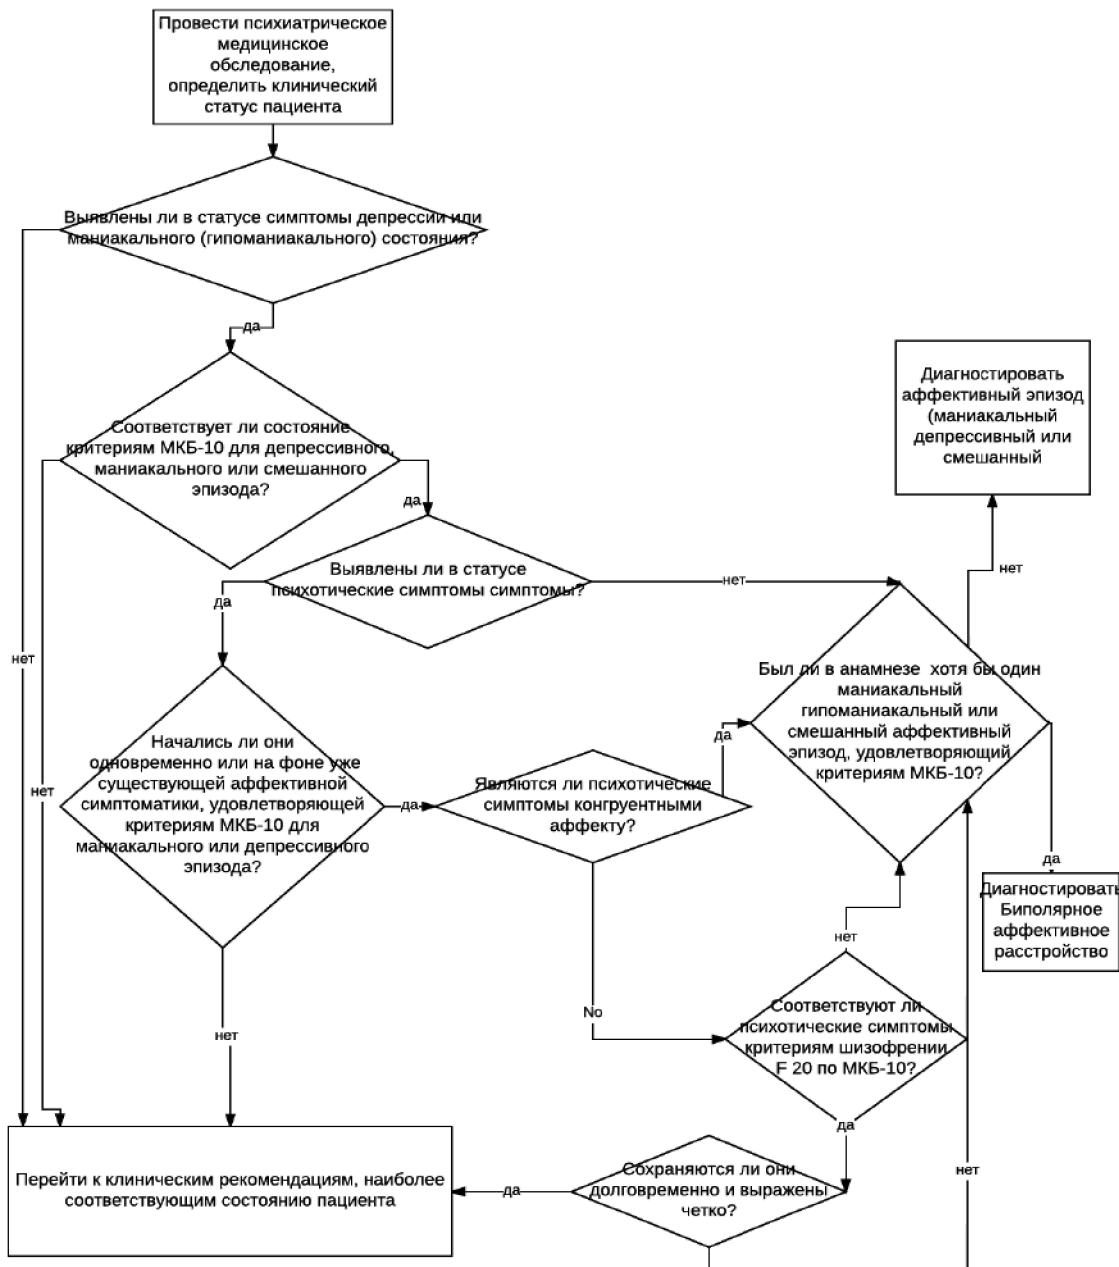 Провести психиатрическое
медицинское
обследование,
определить клинический
статус пациента
Выявлены ли в статусе симптомы депрессии или
маниакального (гипоманиакального) состояния?
да
Соответствует ли состояние
критериям МКБ-10 для депрессивного,
маниакального или смешанного
эпизода?
Диагностировать
аффективный эпизод
(маниакальный
депрессивный или
смешанный
да
Выявлены ли в статусе
психотические симптомы симптомы?
нет
нет
да
нет
Был ли в анамнезе хотя бы один
маниакальный
гипоманиакальный или
смешанный аффективный
эпизод, удовлетворяющий
критериям МКБ-10?
Начались ли они
одновременно или на фоне уже
существующей аффективной
симптоматики, удовлетворяющей
критериям МКБ-10 для
маниакального или депрессивного
эпизода?
нет
да
Являются ли психотические
симптомы конгруентными
аффекту?
да
да
Диагностировать
Биполярное
аффективное
расстройство
нет
No
нет
Соответствуют ли
психотические симптомы
критериям шизофрении
F 20 по МКБ-10?
да
Перейти к клиническим рекомендациям, наиболее
соответствующим состоянию пациента
да
Сохраняются ли они
долговременно и выражены
четко?
нет